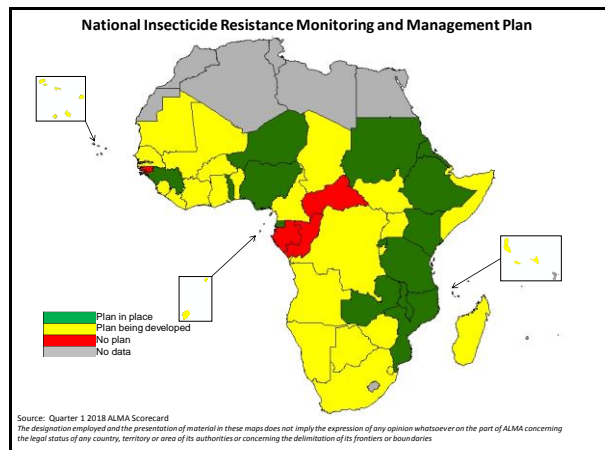 National Insecticide Resistance Monitoring and Management Plan
Plan in place
Plan being developed
No plan
No data
Source: Quarter 1 2018 ALMA Scorecard
The designation employed and the presentation of material in these maps does not imply the expression of any opinion whatsoever on the part of ALMA concerning
the legal status of any country, territory or area of its authorities or concerning the delimitation of its frontiers or boundaries